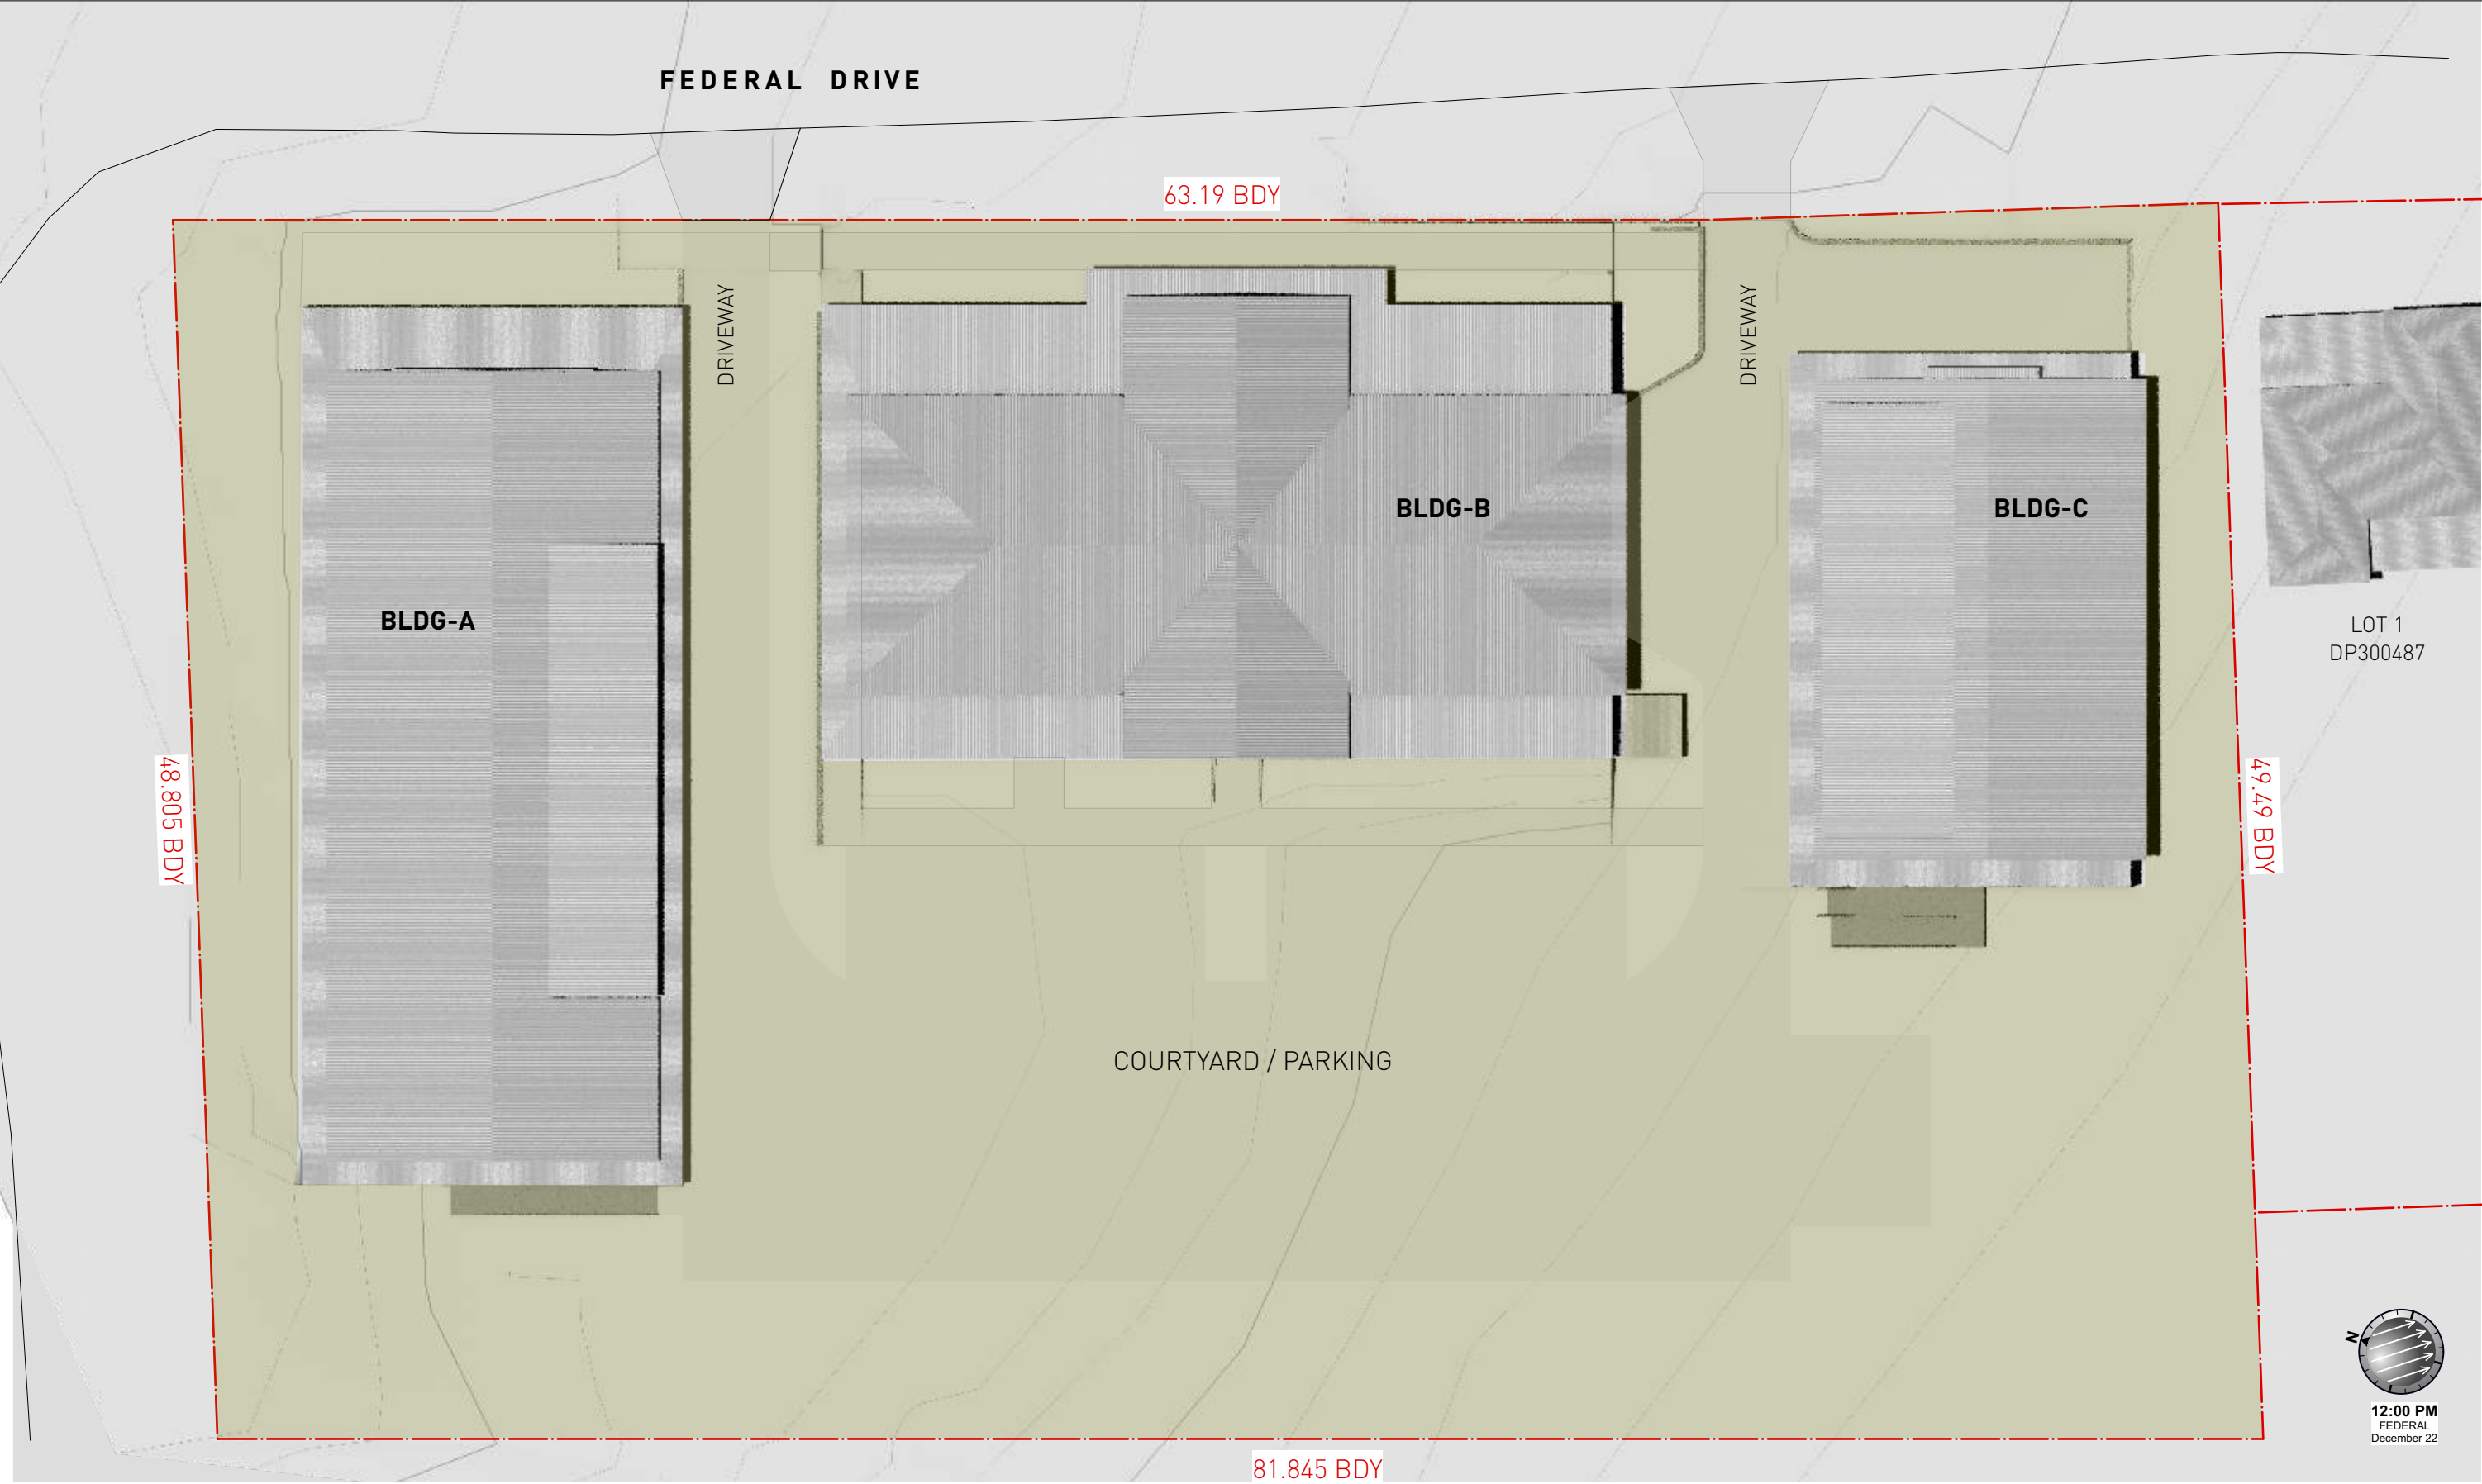 FEDERAL DRIVE
63.19 BDY
DRIVEWAY
DRIVEWAY
BLDG-B
BLDG-C
BLDG-A
LOT 1
DP300487
48.805 BDY
49.49 BDY
COURTYARD / PARKING
N
12:00 PM
FEDERAL
December 22
81.845 BDY